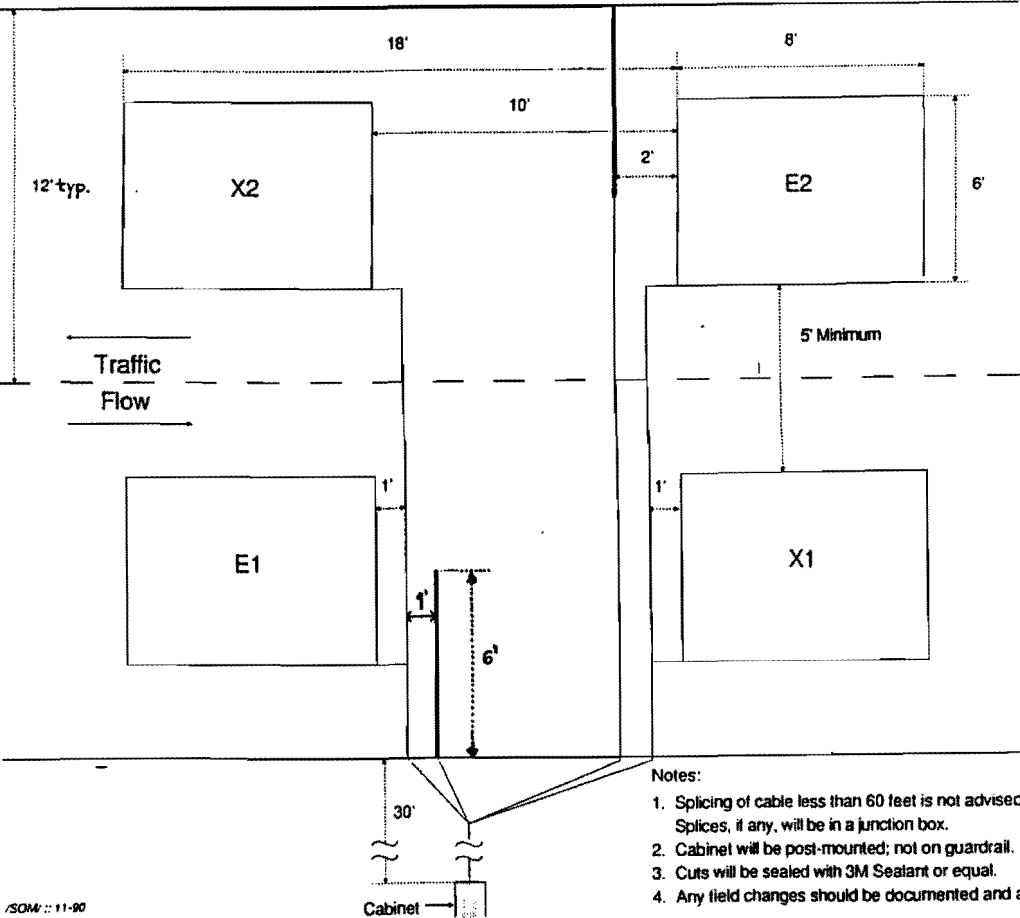 18'
8'
10'
2'
12' typ.
X2
E2
6'
5' Minimum
Traffic
Flow
1'
1'
E1
X1
1'
6'
30'
Notes:
1. Splicing of cable less than 60 feet is not advised
Splices, if any, will be in a junction box.
2. Cabinet will be post-mounted; not on guardrail.
3. Cuts will be sealed with 3M Sealant or equal.
4. Any field changes should be documented and a
/SOM/ :: 11-90
Cabinet